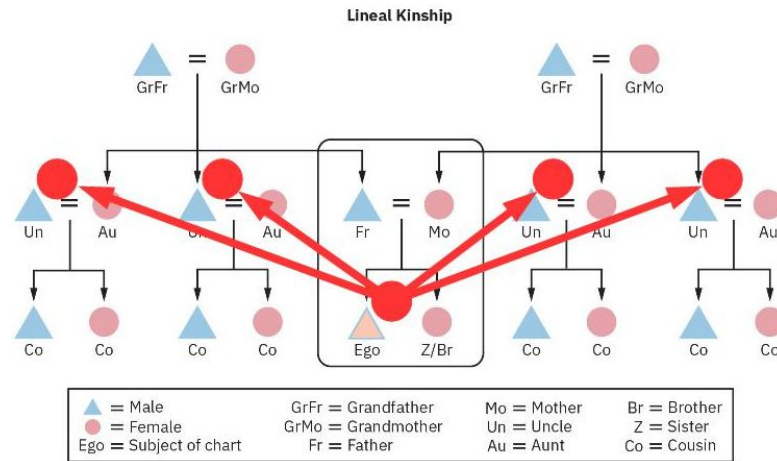 Lineal Kinship
GrFr GrMo GrFr GrMo
Un Au Au Fr Mo Un Au Un Au
Co Co Co Co Ego Z/Br Co Co Co Co
= Male GrFr = Grandfather Mo = Mother Br = Brother
= Female GrMo = Grandmother Un = Uncle Z = Sister
Ego = Subject of chart Fr = Father Au = Aunt Co = Cousin